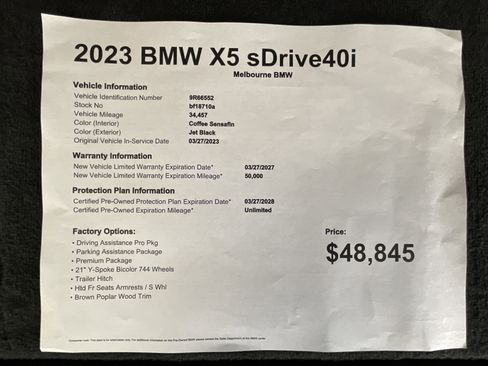 2023 BMW X5 sDrive40i
Melbourne BMW
Vehicle Information
Vehicle Identification Number 9R66552
Stock No bf18710a
Vehicle Mileage 34,457
Color (Interior) Coffee Sensafin
Color (Exterior) Jet Black
Original Vehicle In-Service Date 03/27/2023
Warranty Information
New Vehicle Limited Warranty Expiration Date* 03/27/2027
New Vehicle Limited Warranty Expiration Mileage* 50,000
Protection Plan Information
Certified Pre-Owned Protection Plan Expiration Date* 03/27/2028
Certified Pre-Owned Expiration Mileage* Unlimited
Factory Options:
• Driving Assistance Pro Pkg
• Parking Assistance Package
• Premium Package
• 21" Y-Spoke Bicolor 744 Wheels
• Trailer Hitch
• Htd Fr Seats Armrests / S Whl
• Brown Poplar Wood Trim
Price:
$48,845